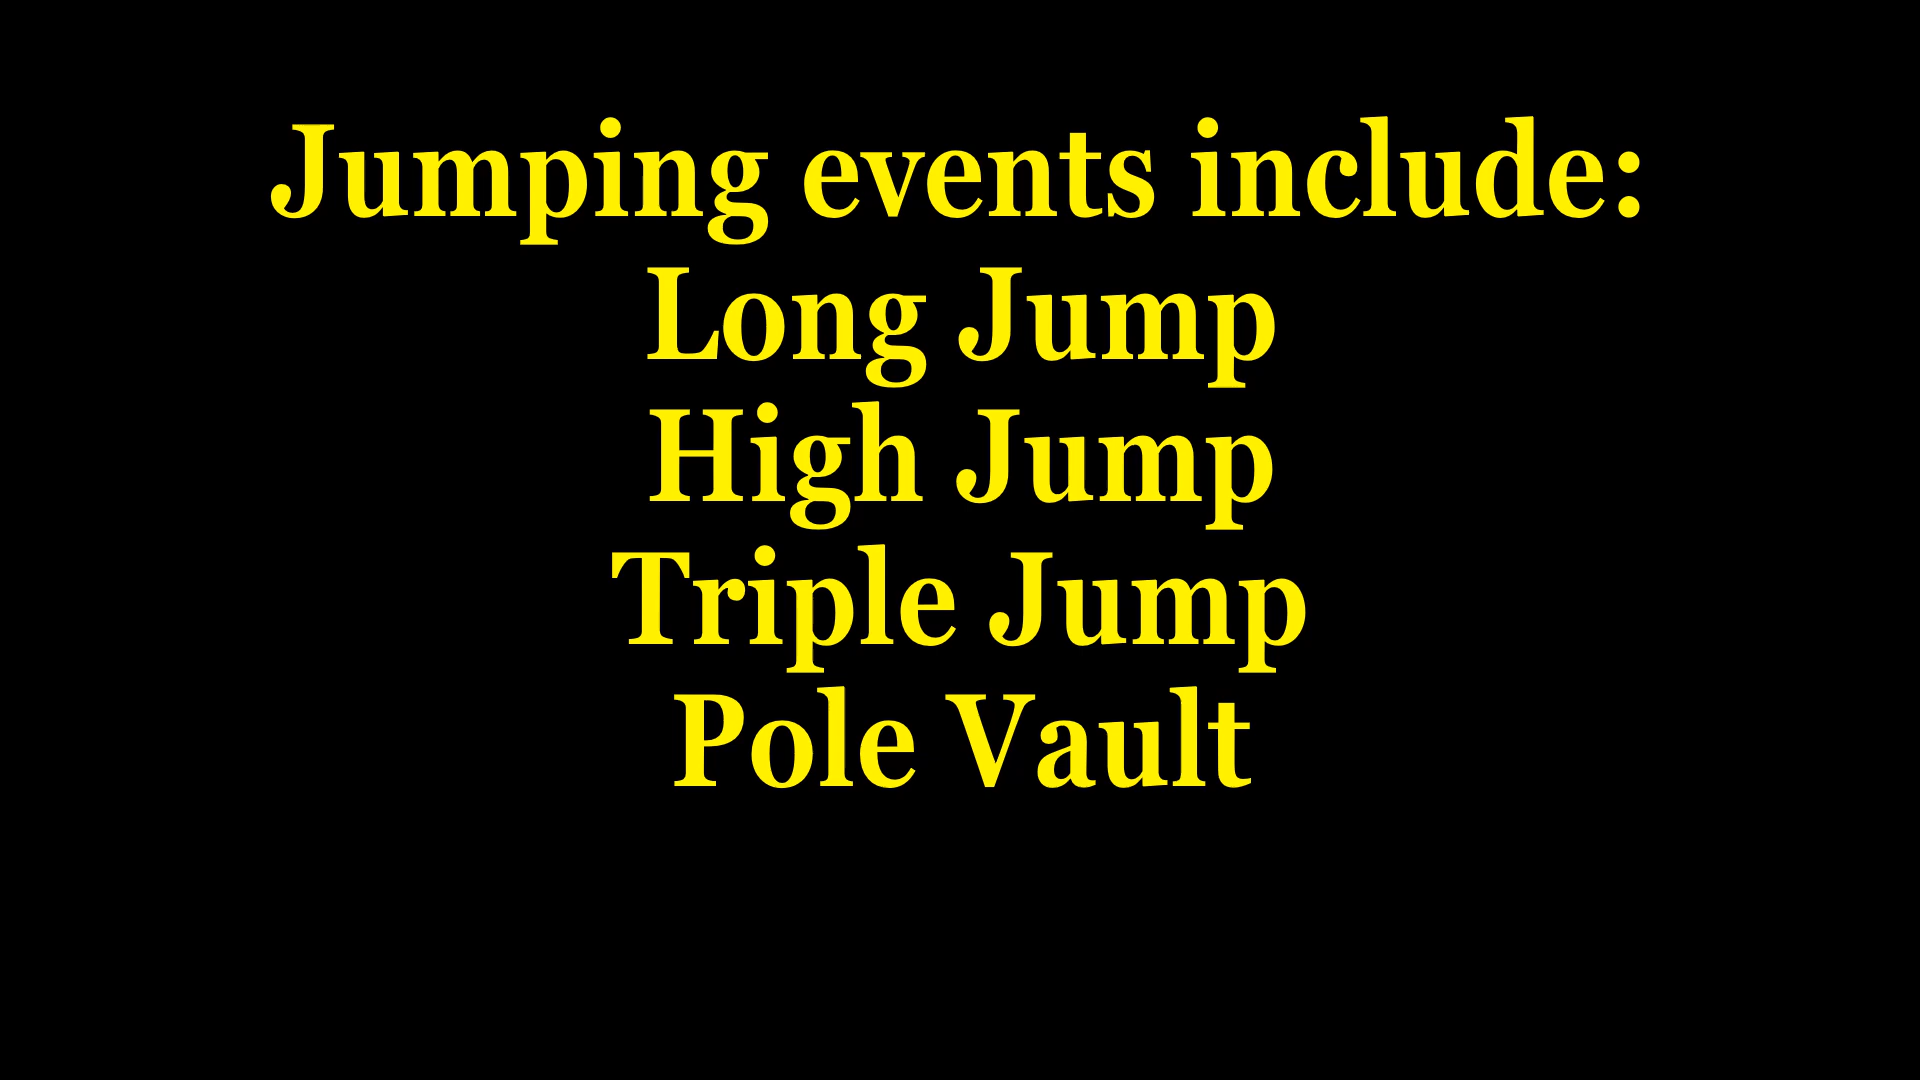 Jumping events include:
Long Jump
High Jump
Triple Jump
Pole Vault